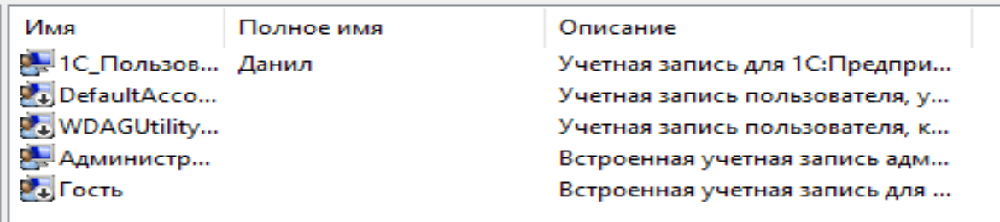 Имя Полное имя Описание
1С_Пользов... Данил Учетная запись для 1С:Предпри...
DefaultAcco... Учетная запись пользователя, у...
WDAGUtility... Учетная запись пользователя, к...
Администр... Встроенная учетная запись адм...
Гость Встроенная учетная запись для ...